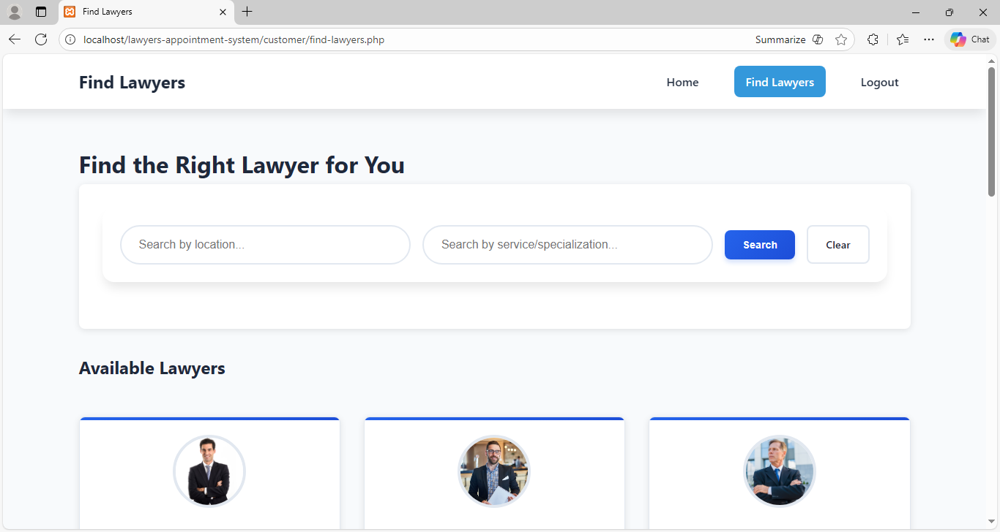 Find Lawyers
localhost/lawyers-appointment-system/customer/find-lawyers.php
Summarize
Chat
Find Lawyers
Home
Find Lawyers
Logout
Find the Right Lawyer for You
Search by location...
Search by service/specialization...
Search
Clear
Available Lawyers